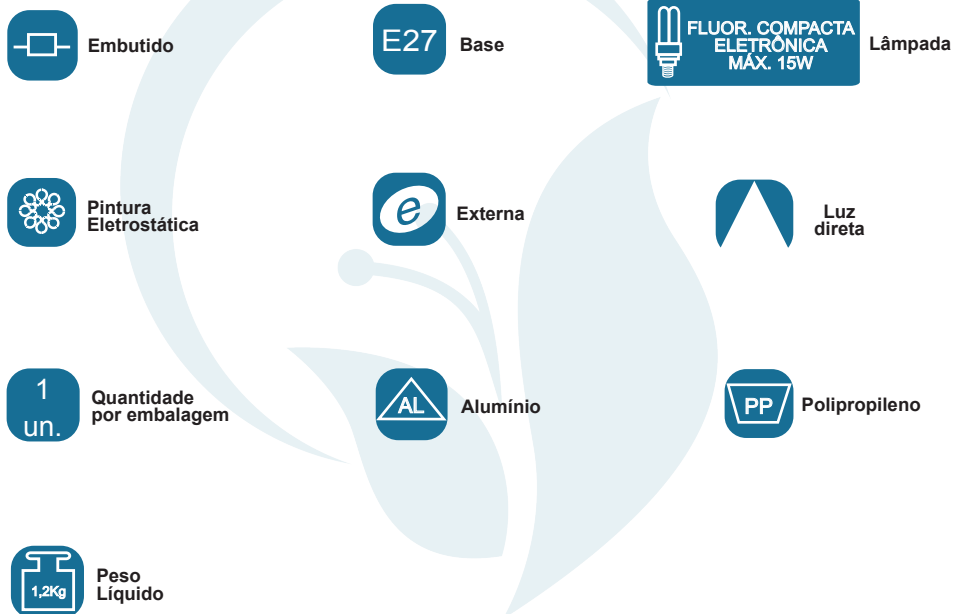 Embutido
E27
Base
FLUOR. COMPACTA
ELETRÔNICA
MÁX. 15W
Lâmpada
Pintura
Eletrostática
e
Externa
Luz
direta
1
un.
Quantidade
por embalagem
AL
Alumínio
PP
Polipropileno
1,2Kg
Peso
Líquido